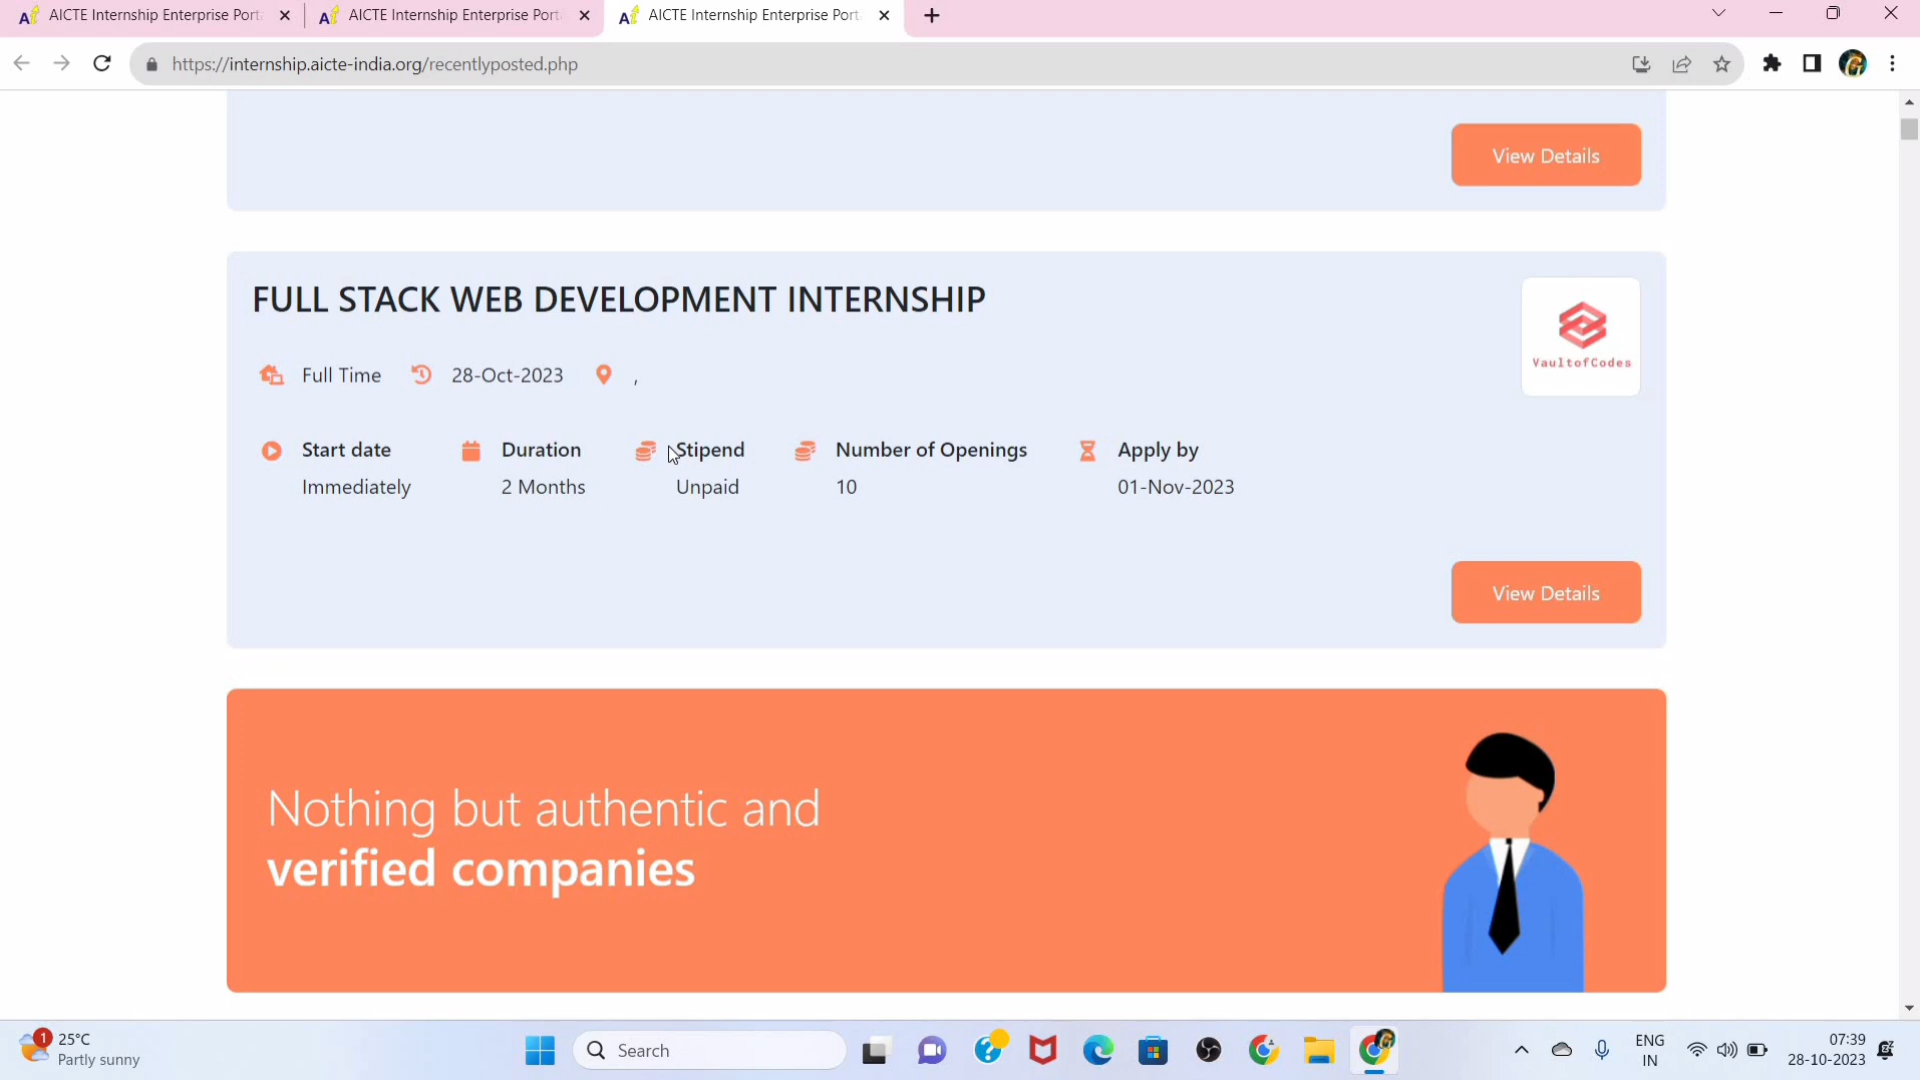 AICTE Internship Enterprise Port
AICTE Internship Enterprise Port
AICTE Internship Enterprise Port
https://internship.aicte-india.org/recentlyposted.php
View Details
FULL STACK WEB DEVELOPMENT INTERNSHIP
VaultofCodes
Full Time 28-Oct-2023 ,
Start date Duration Stipend Number of Openings Apply by
Immediately 2 Months Unpaid 10 01-Nov-2023
View Details
Nothing but authentic and
verified companies
1
25°C
Partly sunny
Search
ENG
IN
07:39
28-10-2023